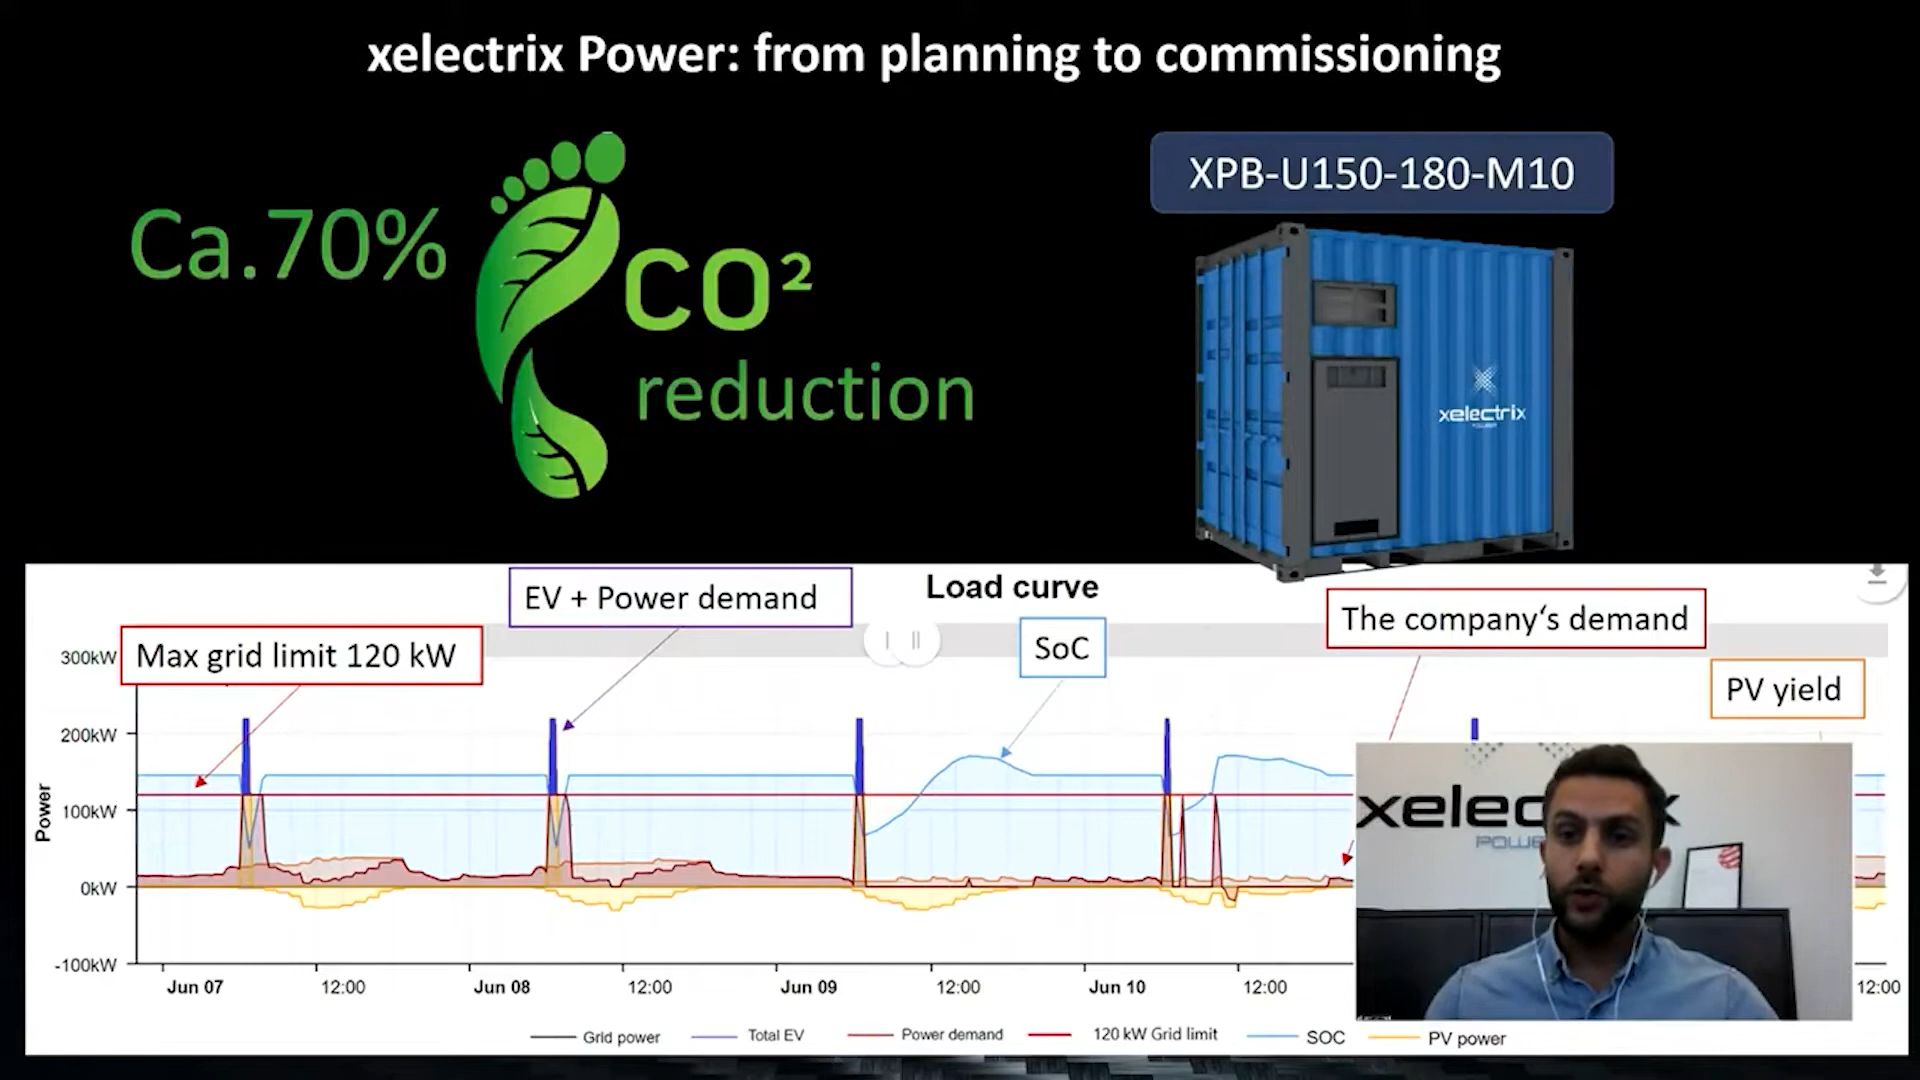 xelectrix Power: from planning to commissioning
XPB-U150-180-M10
Ca.70%
CO²
reduction
xelectrix
POWER
Load curve
EV + Power demand
The company‘s demand
Max grid limit 120 kW
SoC
PV yield
300kW
200kW
100kW
0kW
-100kW
Power
xelec
x
POWE
Jun 07
12:00
Jun 08
12:00
Jun 09
12:00
Jun 10
12:00
12:00
Grid power
Total EV
Power demand
120 kW Grid limit
SOC
PV power